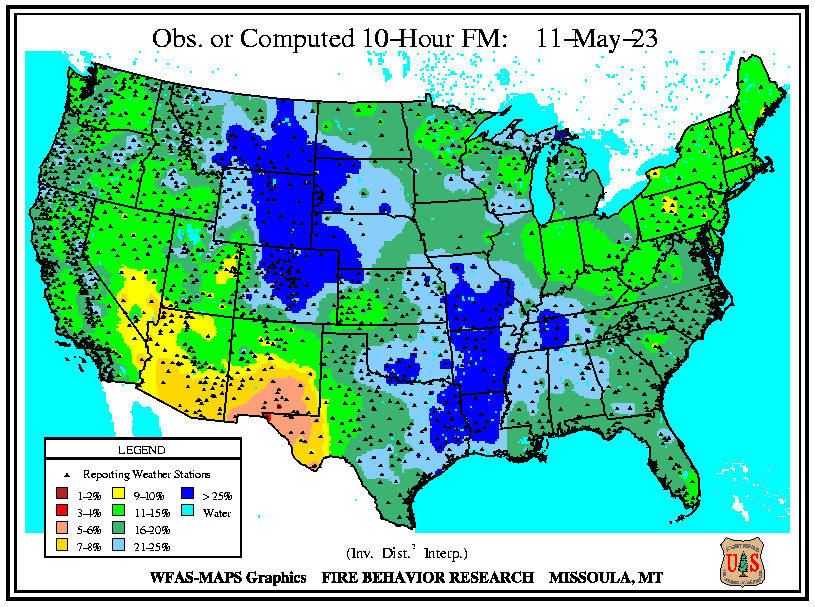 Obs. or Computed 10-Hour FM: 11-May-23
LEGEND
Reporting Weather Stations
1-2% 9-10% > 25%
3-4% 11-15% Water
5-6% 16-20%
7-8% 21-25%
(Inv. Dist.² Interp.)
WFAS-MAPS Graphics FIRE BEHAVIOR RESEARCH MISSOULA, MT
U S